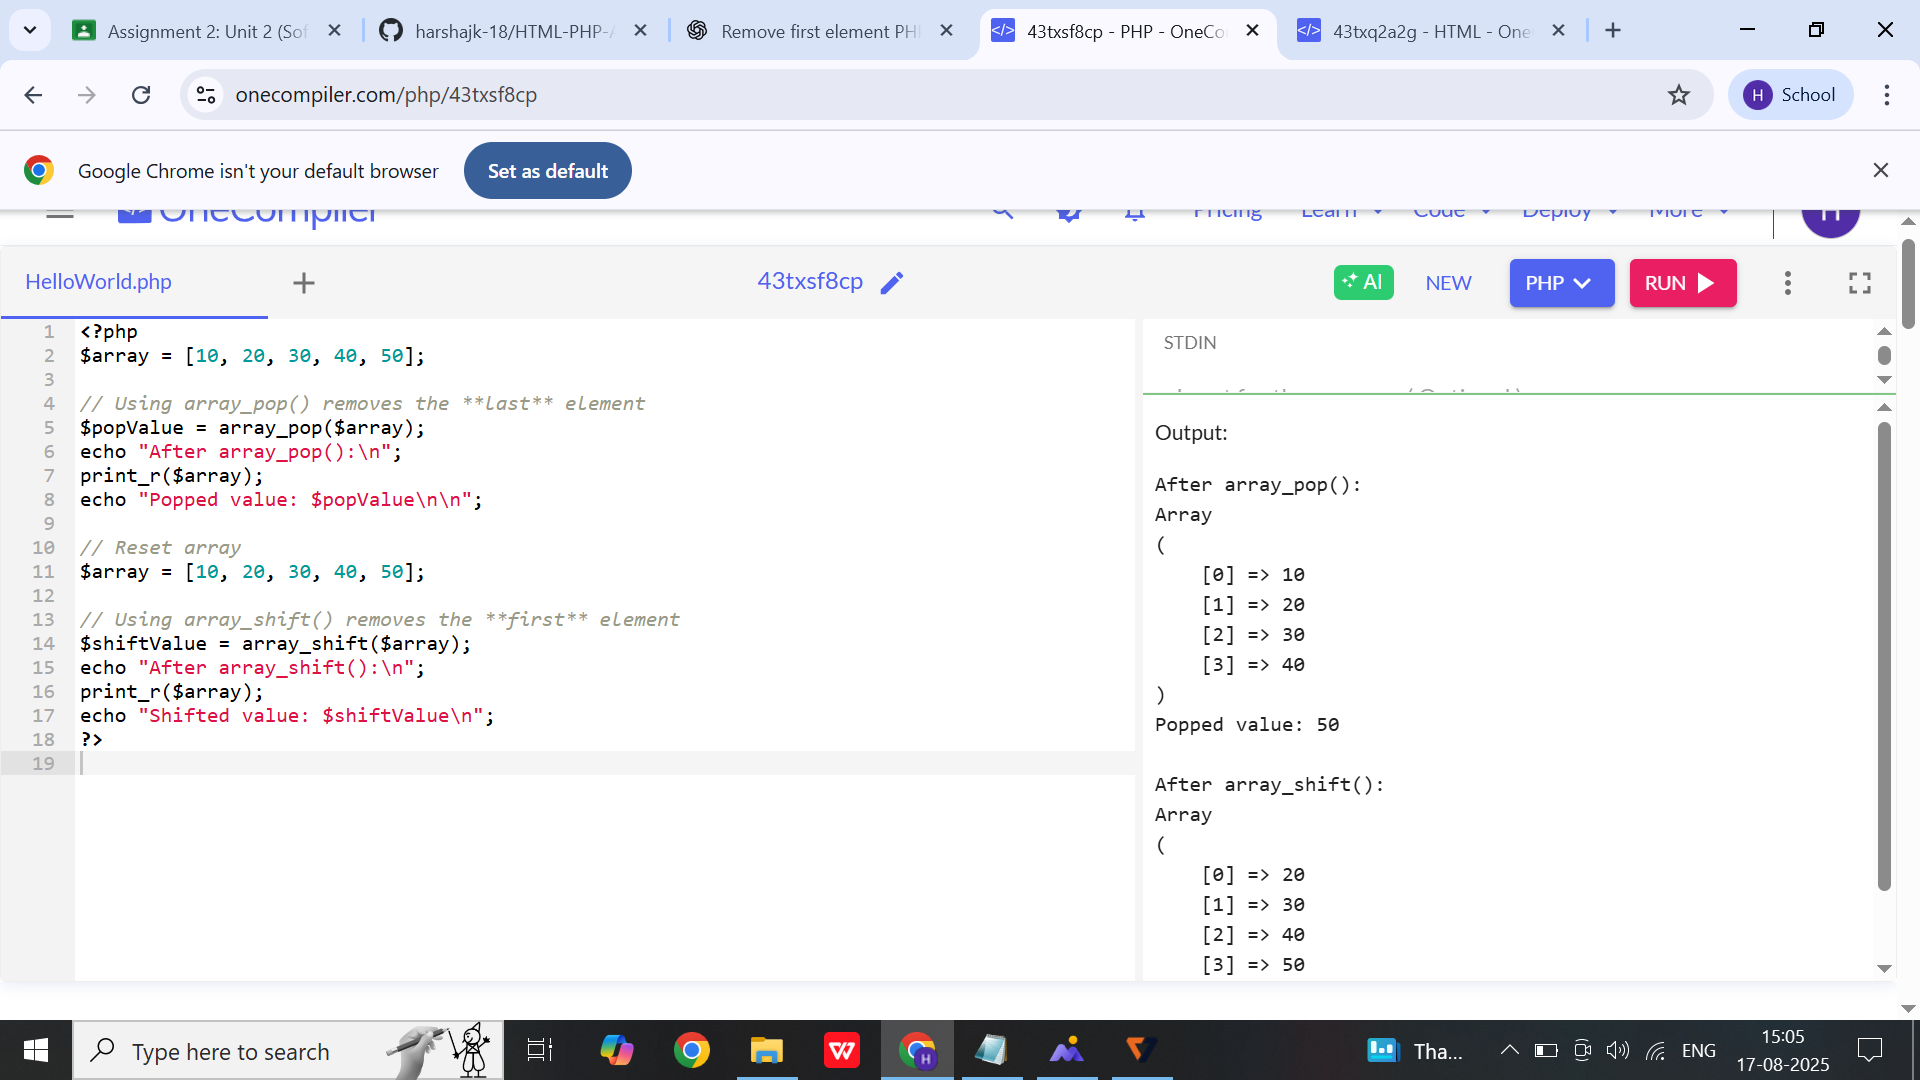 Assignment 2: Unit 2 (Sof
harshajk-18/HTML-PHP-A
Remove first element PH
43txsf8cp - PHP - OneCo
43txq2a2g - HTML - One
onecompiler.com/php/43txsf8cp
H School
Google Chrome isn't your default browser
Set as default
OneCompiler
Pricing
Learn
Code
Deploy
More
H
HelloWorld.php
43txsf8cp
AI
NEW
PHP
RUN
1 <?php
2 $array = [10, 20, 30, 40, 50];
3
4 // Using array_pop() removes the **last** element
5 $popValue = array_pop($array);
6 echo "After array_pop():\n";
7 print_r($array);
8 echo "Popped value: $popValue\n\n";
9
10 // Reset array
11 $array = [10, 20, 30, 40, 50];
12
13 // Using array_shift() removes the **first** element
14 $shiftValue = array_shift($array);
15 echo "After array_shift():\n";
16 print_r($array);
17 echo "Shifted value: $shiftValue\n";
18 ?>
19
STDIN
Output:
After array_pop():
Array
(
[0] => 10
[1] => 20
[2] => 30
[3] => 40
)
Popped value: 50
After array_shift():
Array
(
[0] => 20
[1] => 30
[2] => 40
[3] => 50
Type here to search
H
Tha...
ENG
15:05
17-08-2025